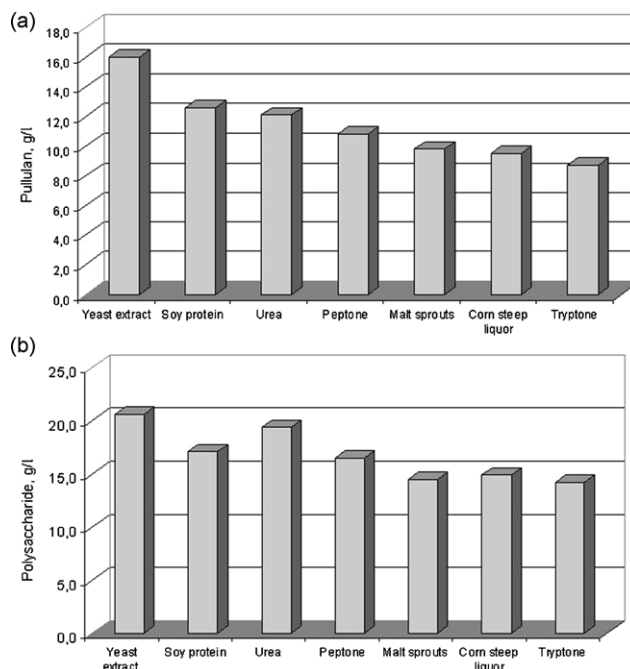 (a)
18,0
16,0
14,0
12,0
10,0
8,0
6,0
4,0
2,0
0,0
Pullulan, g/l
Yeast extract Soy protein Urea Peptone Malt sprouts Corn steep liquor Tryptone
(b)
25,0
20,0
15,0
10,0
5,0
0,0
Polysaccharide, g/l
Yeast extract Soy protein Urea Peptone Malt sprouts Corn steep liquor Tryptone